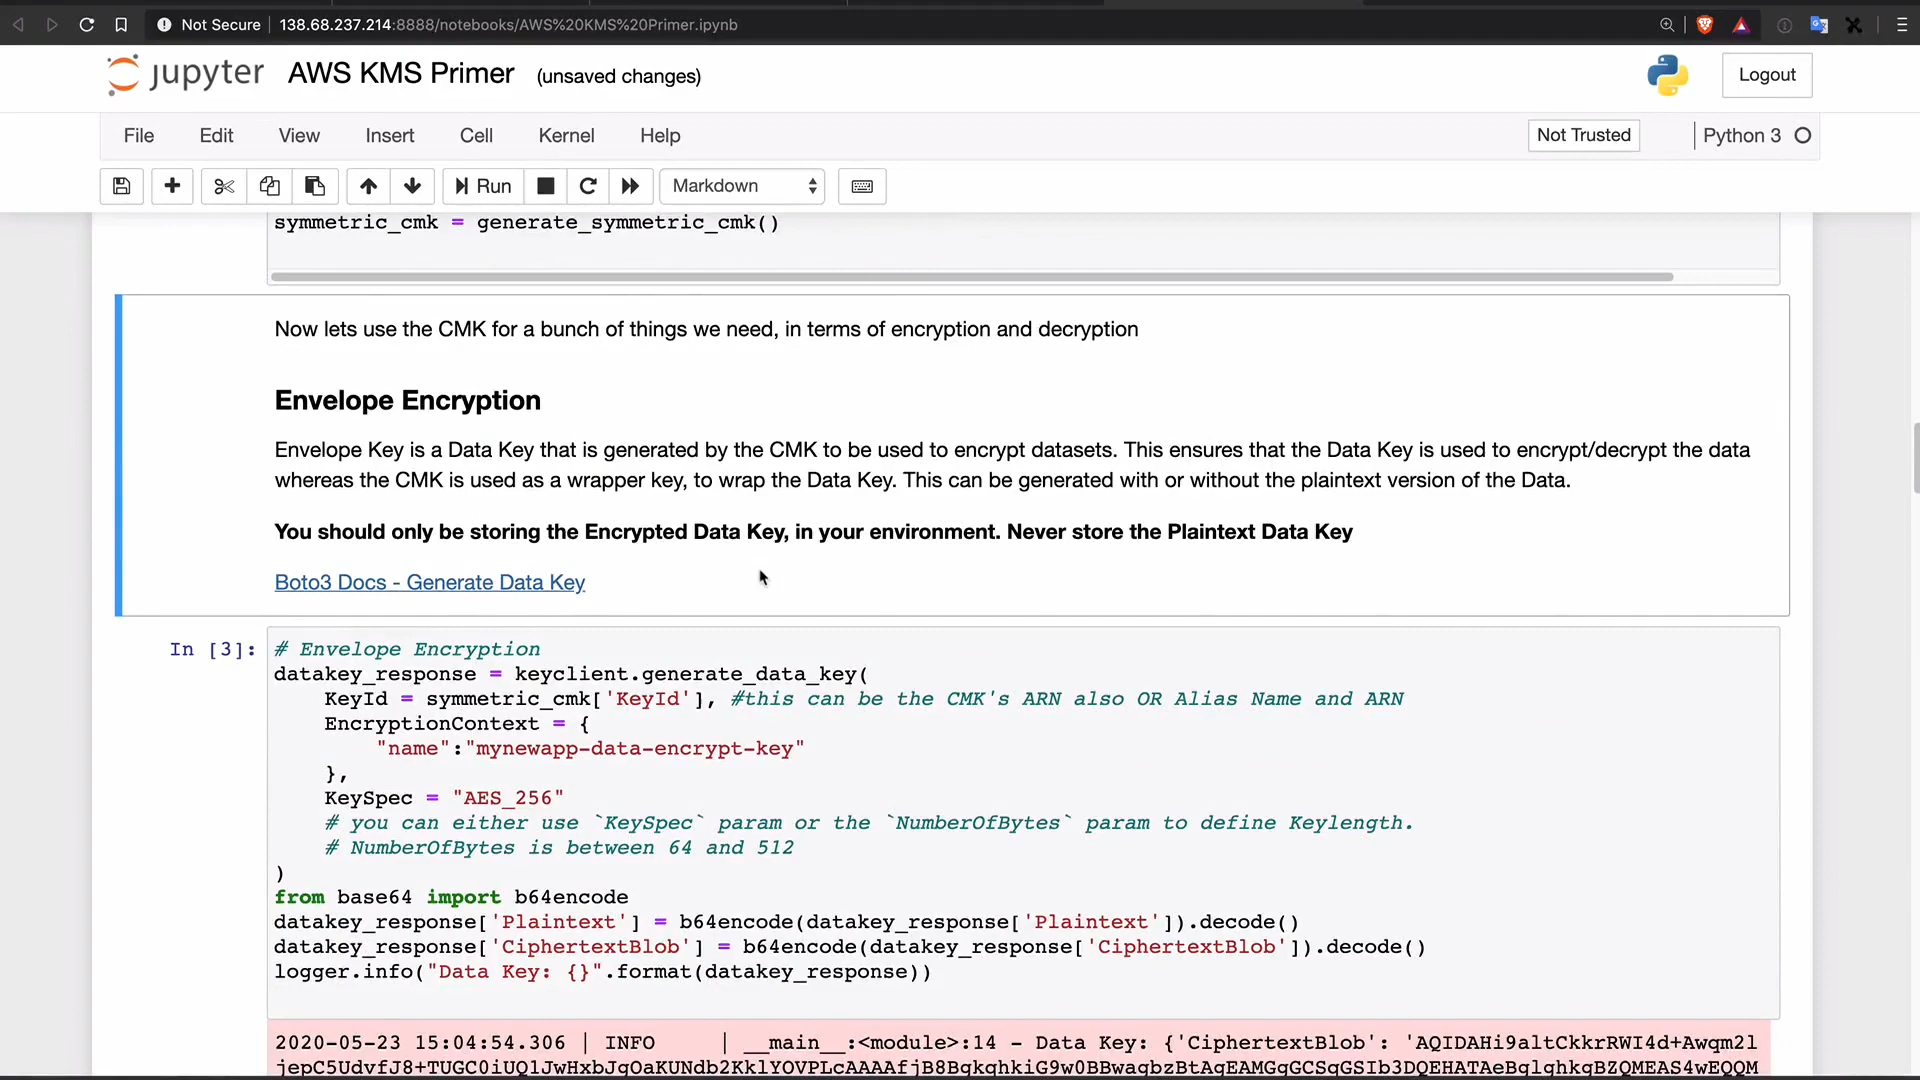 Not Secure 138.68.237.214:8888/notebooks/AWS%20KMS%20Primer.ipynb
jupyter AWS KMS Primer (unsaved changes) Logout
File Edit View Insert Cell Kernel Help Not Trusted Python 3
Run Markdown
symmetric_cmk = generate_symmetric_cmk()
Now lets use the CMK for a bunch of things we need, in terms of encryption and decryption
Envelope Encryption
Envelope Key is a Data Key that is generated by the CMK to be used to encrypt datasets. This ensures that the Data Key is used to encrypt/decrypt the data
whereas the CMK is used as a wrapper key, to wrap the Data Key. This can be generated with or without the plaintext version of the Data.
You should only be storing the Encrypted Data Key, in your environment. Never store the Plaintext Data Key
Boto3 Docs - Generate Data Key
In [3]: # Envelope Encryption
datakey_response = keyclient.generate_data_key(
KeyId = symmetric_cmk['KeyId'], #this can be the CMK's ARN also OR Alias Name and ARN
EncryptionContext = {
"name":"mynewapp-data-encrypt-key"
},
KeySpec = "AES_256"
# you can either use `KeySpec` param or the `NumberOfBytes` param to define Keylength.
# NumberOfBytes is between 64 and 512
)
from base64 import b64encode
datakey_response['Plaintext'] = b64encode(datakey_response['Plaintext']).decode()
datakey_response['CiphertextBlob'] = b64encode(datakey_response['CiphertextBlob']).decode()
logger.info("Data Key: {}".format(datakey_response))
2020-05-23 15:04:54.306 | INFO | __main__:<module>:14 - Data Key: {'CiphertextBlob': 'AQIDAHi9altCkkrRWI4d+Awqm2l